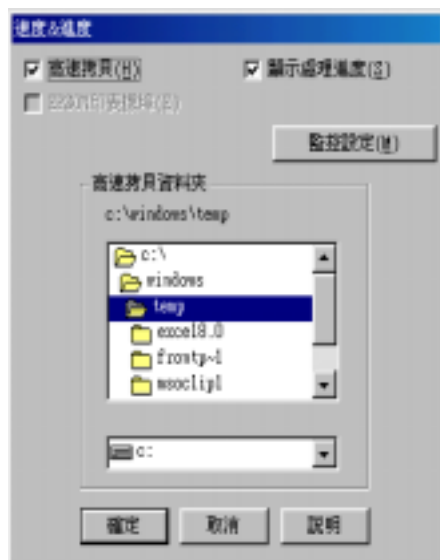 速度&進度
高速拷貝(H)
顯示處理進度(S)
監控設定(M)
高速拷貝資料夾
c:\windows\temp
c:\
windows
temp
excel8.0
frontp~1
msoclip1
c:
確定
取消
說明